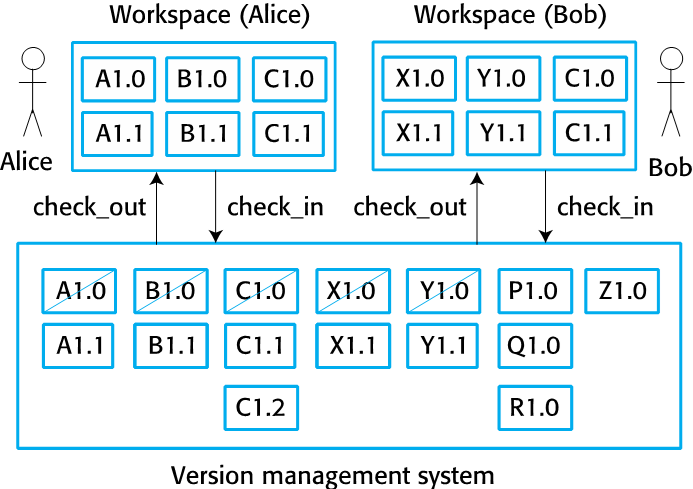 Workspace (Alice) Workspace (Bob)
A1.0 B1.0 C1.0 X1.0 Y1.0 C1.0
A1.1 B1.1 C1.1 X1.1 Y1.1 C1.1
Alice Bob
check_out check_in check_out check_in
A1.0 B1.0 C1.0 X1.0 Y1.0 P1.0 Z1.0
A1.1 B1.1 C1.1 X1.1 Y1.1 Q1.0
C1.2 R1.0
Version management system